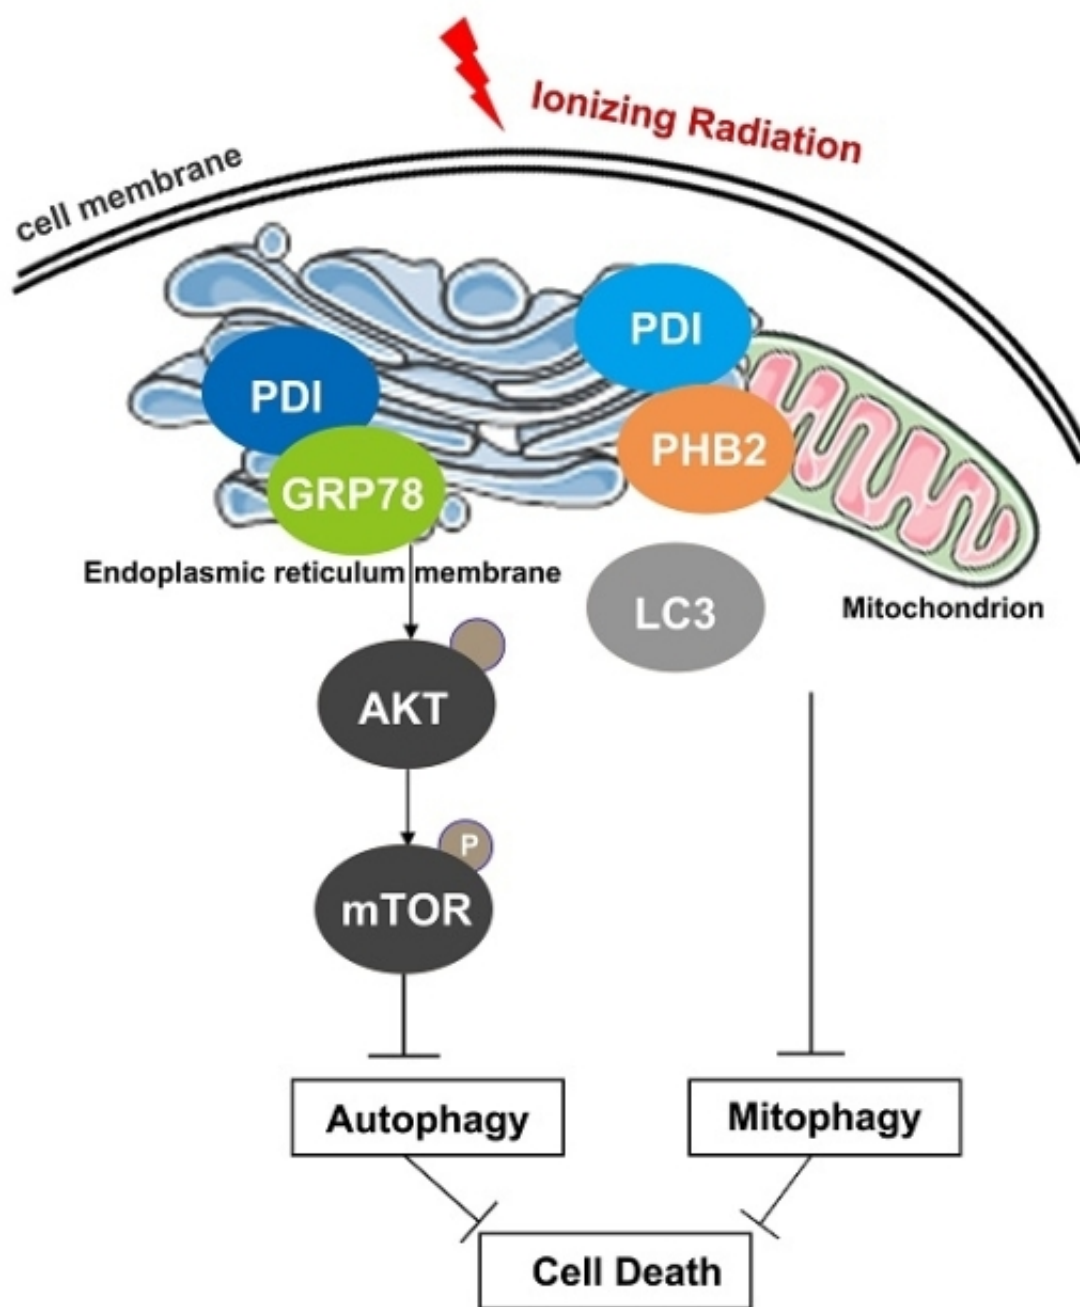 Ionizing Radiation
cell membrane
PDI
PDI
PHB2
GRP78
Endoplasmic reticulum membrane
LC3
Mitochondrion
AKT
P
mTOR
Autophagy
Mitophagy
Cell Death